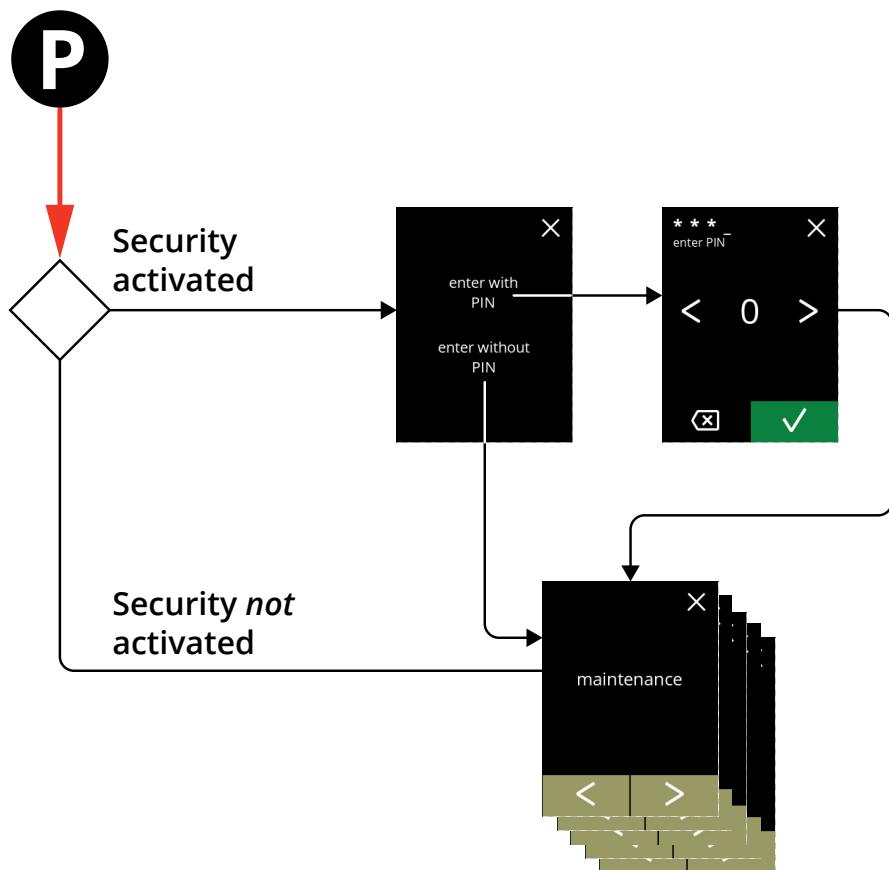 P
Security
activated
enter with
PIN
enter without
PIN
* * * _
enter PIN
< 0 >
Security not
activated
maintenance
< >